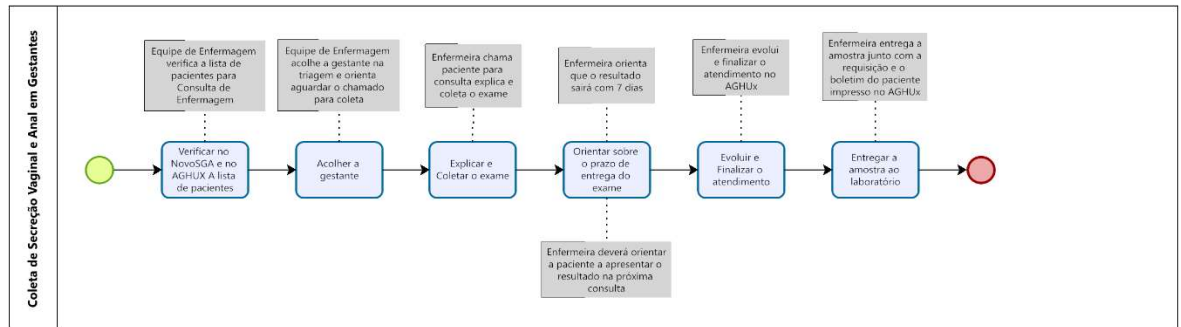 Coleta de Secreção Vaginal e Anal em Gestantes
Equipe de Enfermagem
verifica a lista de
pacientes para
Consulta de
Enfermagem
Equipe de Enfermagem
acolhe a gestante na
triagem e orienta
aguardar o chamado
para coleta
Enfermeira chama
paciente para
consulta explica e
coleta o exame
Enfermeira orienta
que o resultado
sairá com 7 dias
Enfermeira evolui
e finalizar o
atendimento no
AGHUx
Enfermeira entrega a
amostra junto com a
requisição e o
boletim do paciente
impresso no AGHUx
Verificar no
NovoSGA e no
AGHUX A lista
de pacientes
Acolher a
gestante
Explicar e
Coletar o exame
Orientar sobre
o prazo de
entrega do
exame
Evoluir e
Finalizar o
atendimento
Entregar a
amostra ao
laboratório
Enfermeira deverá orientar
a paciente a apresentar o
resultado na próxima
consulta